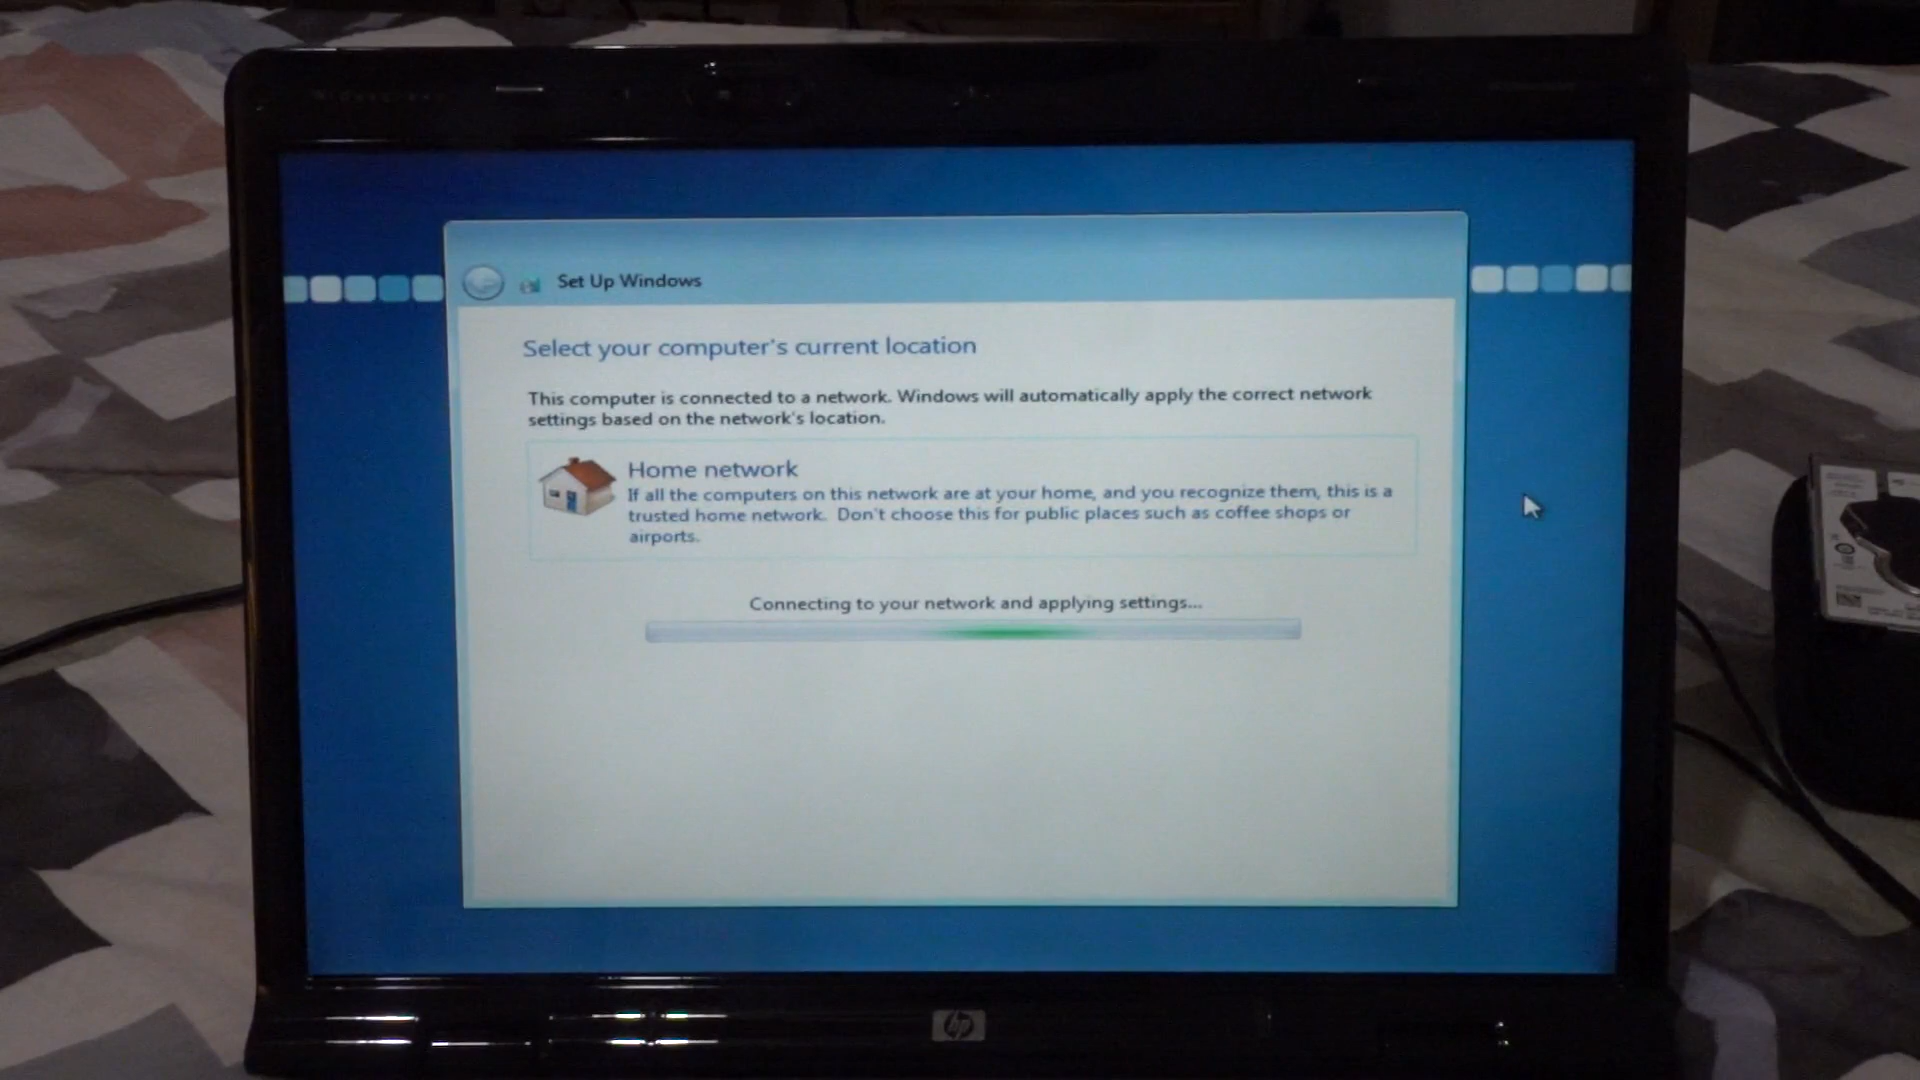 Set Up Windows
Select your computer's current location
This computer is connected to a network. Windows will automatically apply the correct network
settings based on the network's location.
Home network
If all the computers on this network are at your home, and you recognize them, this is a
trusted home network. Don't choose this for public places such as coffee shops or
airports.
Connecting to your network and applying settings...
hp